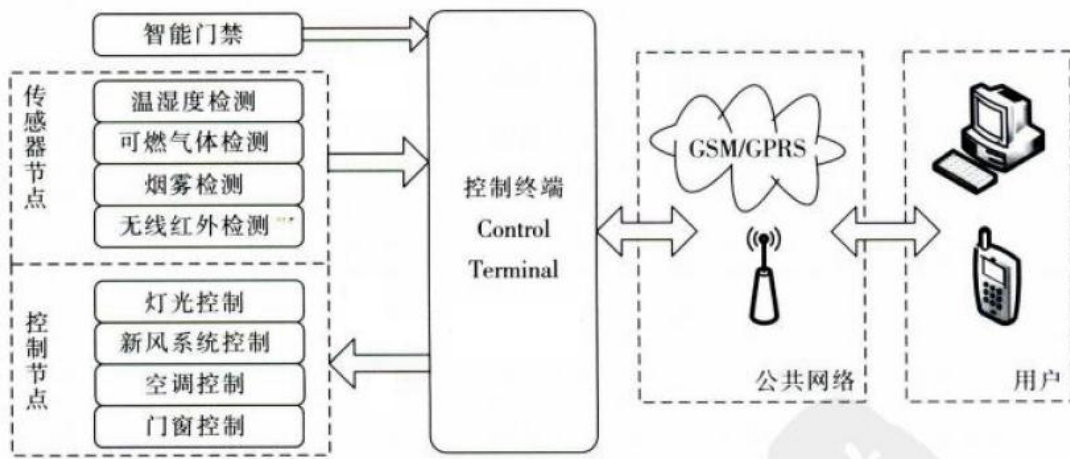 智能门禁
传感器节点
温湿度检测
可燃气体检测
烟雾检测
无线红外检测
控制节点
灯光控制
新风系统控制
空调控制
门窗控制
控制终端
Control
Terminal
GSM/GPRS
公共网络
用户